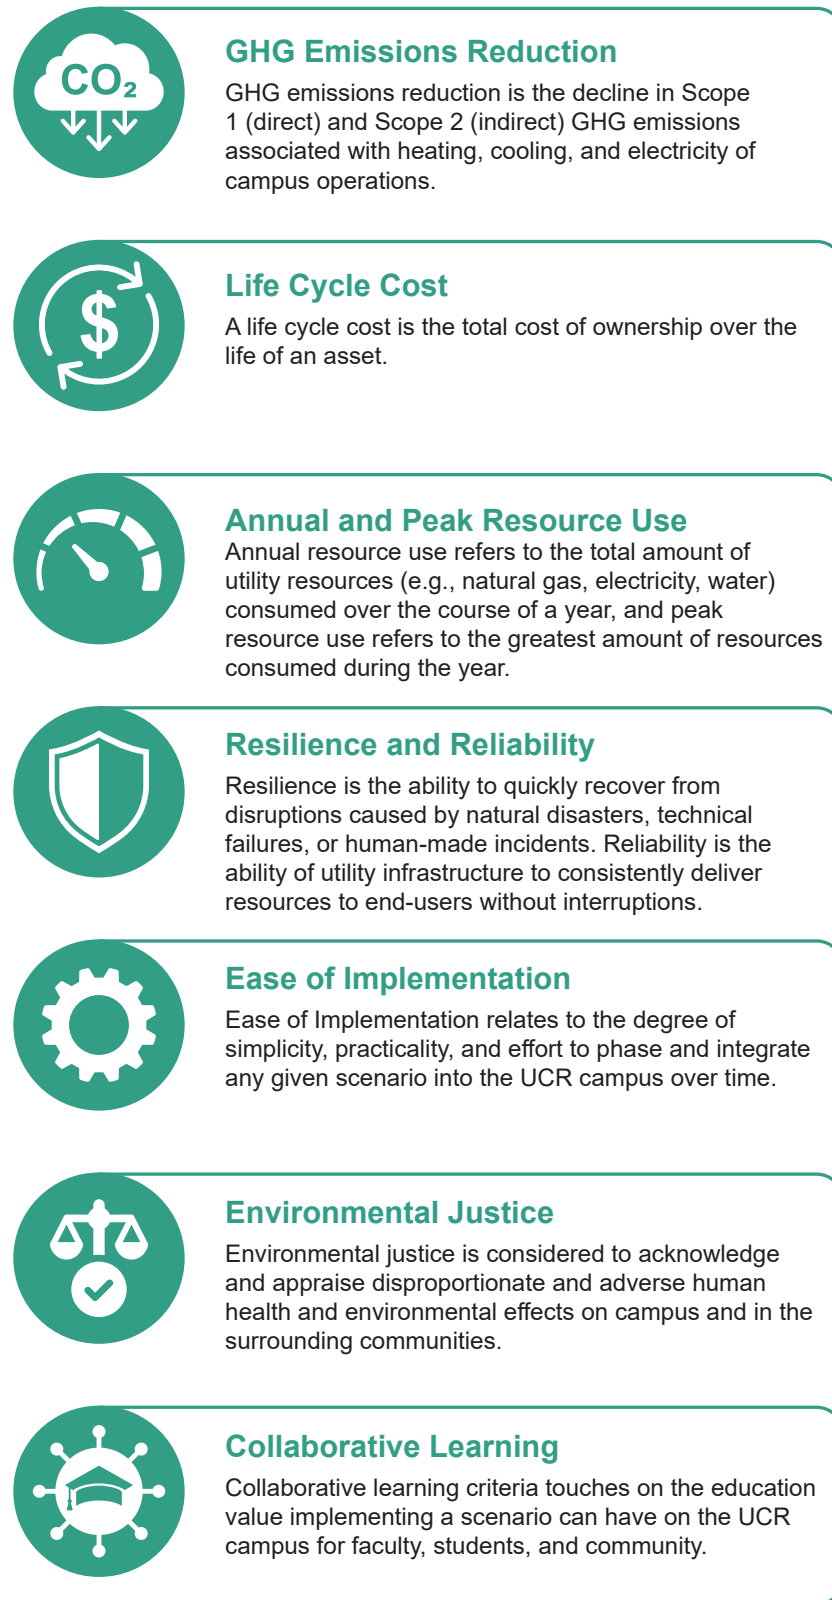 CO₂
GHG Emissions Reduction
GHG emissions reduction is the decline in Scope
1 (direct) and Scope 2 (indirect) GHG emissions
associated with heating, cooling, and electricity of
campus operations.
$
Life Cycle Cost
A life cycle cost is the total cost of ownership over the
life of an asset.
Annual and Peak Resource Use
Annual resource use refers to the total amount of
utility resources (e.g., natural gas, electricity, water)
consumed over the course of a year, and peak
resource use refers to the greatest amount of resources
consumed during the year.
Resilience and Reliability
Resilience is the ability to quickly recover from
disruptions caused by natural disasters, technical
failures, or human-made incidents. Reliability is the
ability of utility infrastructure to consistently deliver
resources to end-users without interruptions.
Ease of Implementation
Ease of Implementation relates to the degree of
simplicity, practicality, and effort to phase and integrate
any given scenario into the UCR campus over time.
Environmental Justice
Environmental justice is considered to acknowledge
and appraise disproportionate and adverse human
health and environmental effects on campus and in the
surrounding communities.
Collaborative Learning
Collaborative learning criteria touches on the education
value implementing a scenario can have on the UCR
campus for faculty, students, and community.